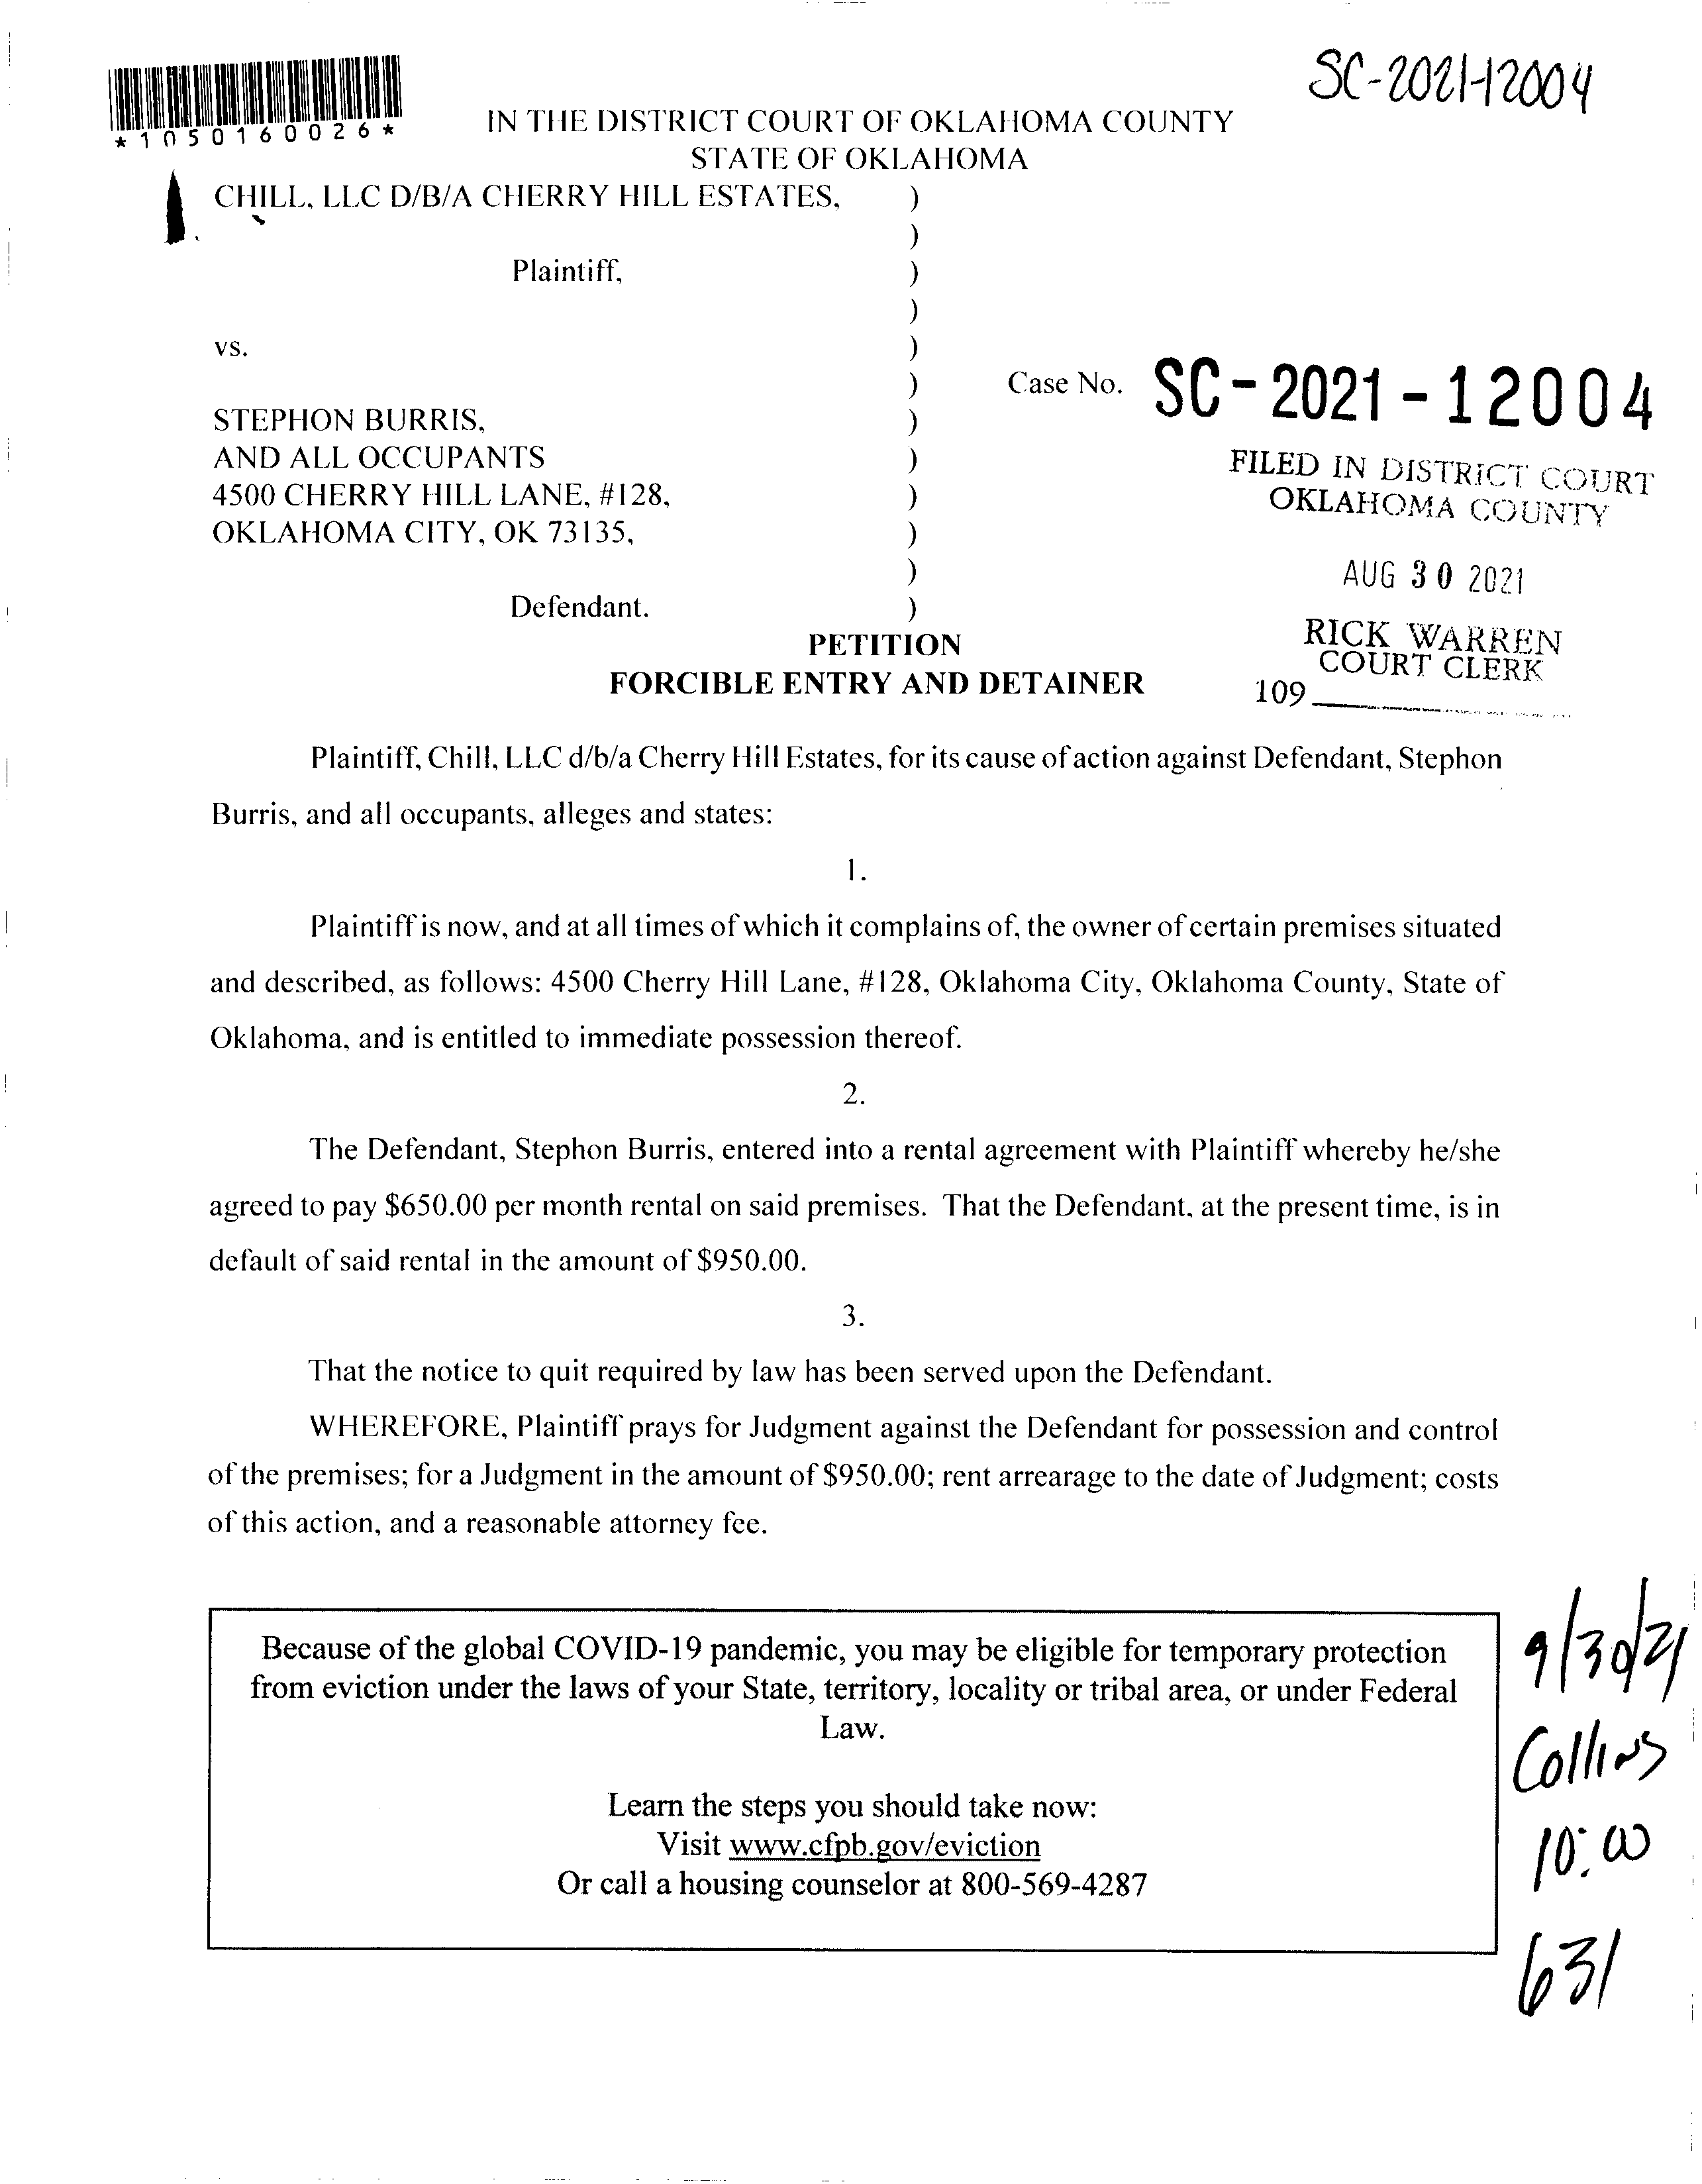 SC-2021-12004
*1050160026*
IN THE DISTRICT COURT OF OKLAHOMA COUNTY
STATE OF OKLAHOMA
CHILL, LLC D/B/A CHERRY HILL ESTATES, )
)
Plaintiff, )
)
vs. )
) Case No. SC-2021-12004
STEPHON BURRIS, )
AND ALL OCCUPANTS )
4500 CHERRY HILL LANE, #128, )
OKLAHOMA CITY, OK 73135, )
)
Defendant. )
FILED IN DISTRICT COURT
OKLAHOMA COUNTY
AUG 30 2021
RICK WARREN
COURT CLERK
109
PETITION
FORCIBLE ENTRY AND DETAINER
Plaintiff, Chill, LLC d/b/a Cherry Hill Estates, for its cause of action against Defendant, Stephon
Burris, and all occupants, alleges and states:
1.
Plaintiff is now, and at all times of which it complains of, the owner of certain premises situated
and described, as follows: 4500 Cherry Hill Lane, #128, Oklahoma City, Oklahoma County, State of
Oklahoma, and is entitled to immediate possession thereof.
2.
The Defendant, Stephon Burris, entered into a rental agreement with Plaintiff whereby he/she
agreed to pay $650.00 per month rental on said premises. That the Defendant, at the present time, is in
default of said rental in the amount of $950.00.
3.
That the notice to quit required by law has been served upon the Defendant.
WHEREFORE, Plaintiff prays for Judgment against the Defendant for possession and control
of the premises; for a Judgment in the amount of $950.00; rent arrearage to the date of Judgment; costs
of this action, and a reasonable attorney fee.
Because of the global COVID-19 pandemic, you may be eligible for temporary protection
from eviction under the laws of your State, territory, locality or tribal area, or under Federal
Law.
Learn the steps you should take now:
Visit www.cfpb.gov/eviction
Or call a housing counselor at 800-569-4287
9/30/21
Collins
10:00
631